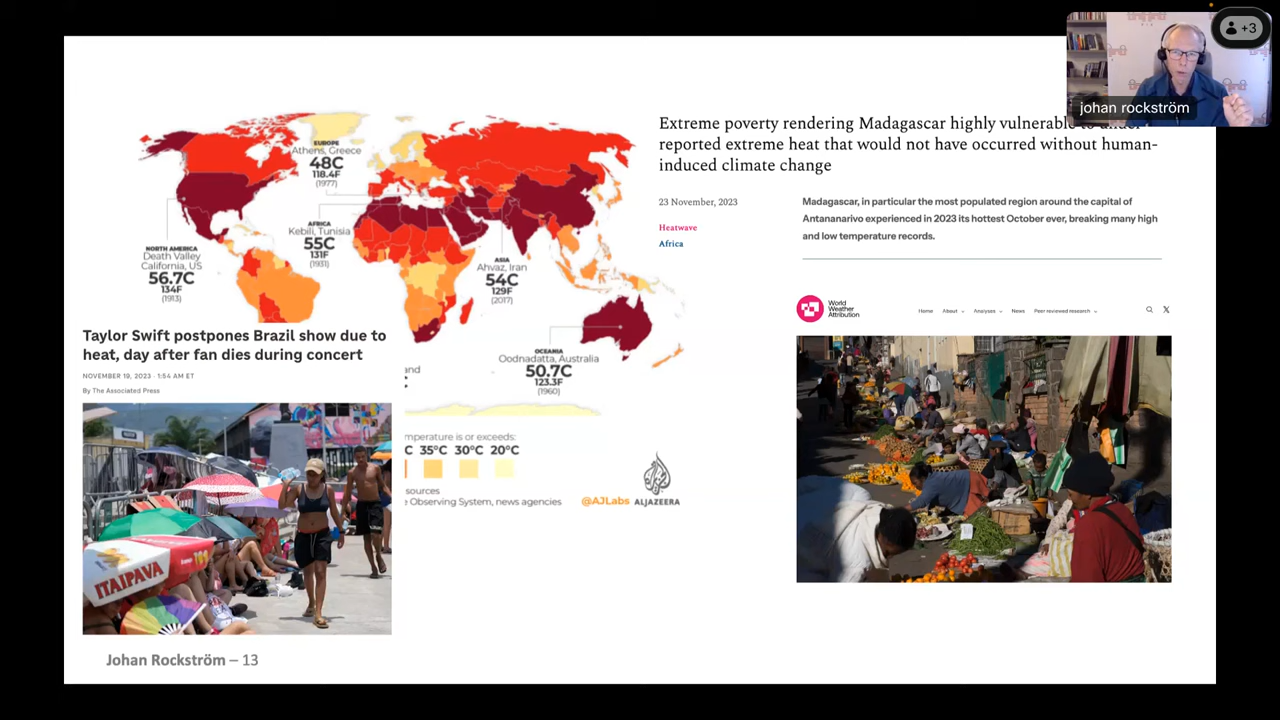 +3
johan rockström
Extreme poverty rendering Madagascar highly vulnerable to under-
reported extreme heat that would not have occurred without human-
induced climate change
23 November, 2023
Heatwave
Africa
Madagascar, in particular the most populated region around the capital of
Antananarivo experienced in 2023 its hottest October ever, breaking many high
and low temperature records.
World
Weather
Attribution
Home About Analyses News Peer reviewed research
X
EUROPE
Athens, Greece
48C
118.4F
(1977)
AFRICA
Kebili, Tunisia
55C
131F
(1931)
NORTH AMERICA
Death Valley
California, US
56.7C
134F
(1913)
ASIA
Ahvaz, Iran
54C
129F
(2017)
OCEANIA
Oodnadatta, Australia
50.7C
123.3F
(1960)
and
mperature is or exceeds:
C 35°C 30°C 20°C
sources
e Observing System, news agencies
@AJLabs ALJAZEERA
Taylor Swift postpones Brazil show due to
heat, day after fan dies during concert
NOVEMBER 19, 2023 · 1:54 AM ET
By The Associated Press
ITAIPAVA
Johan Rockström – 13